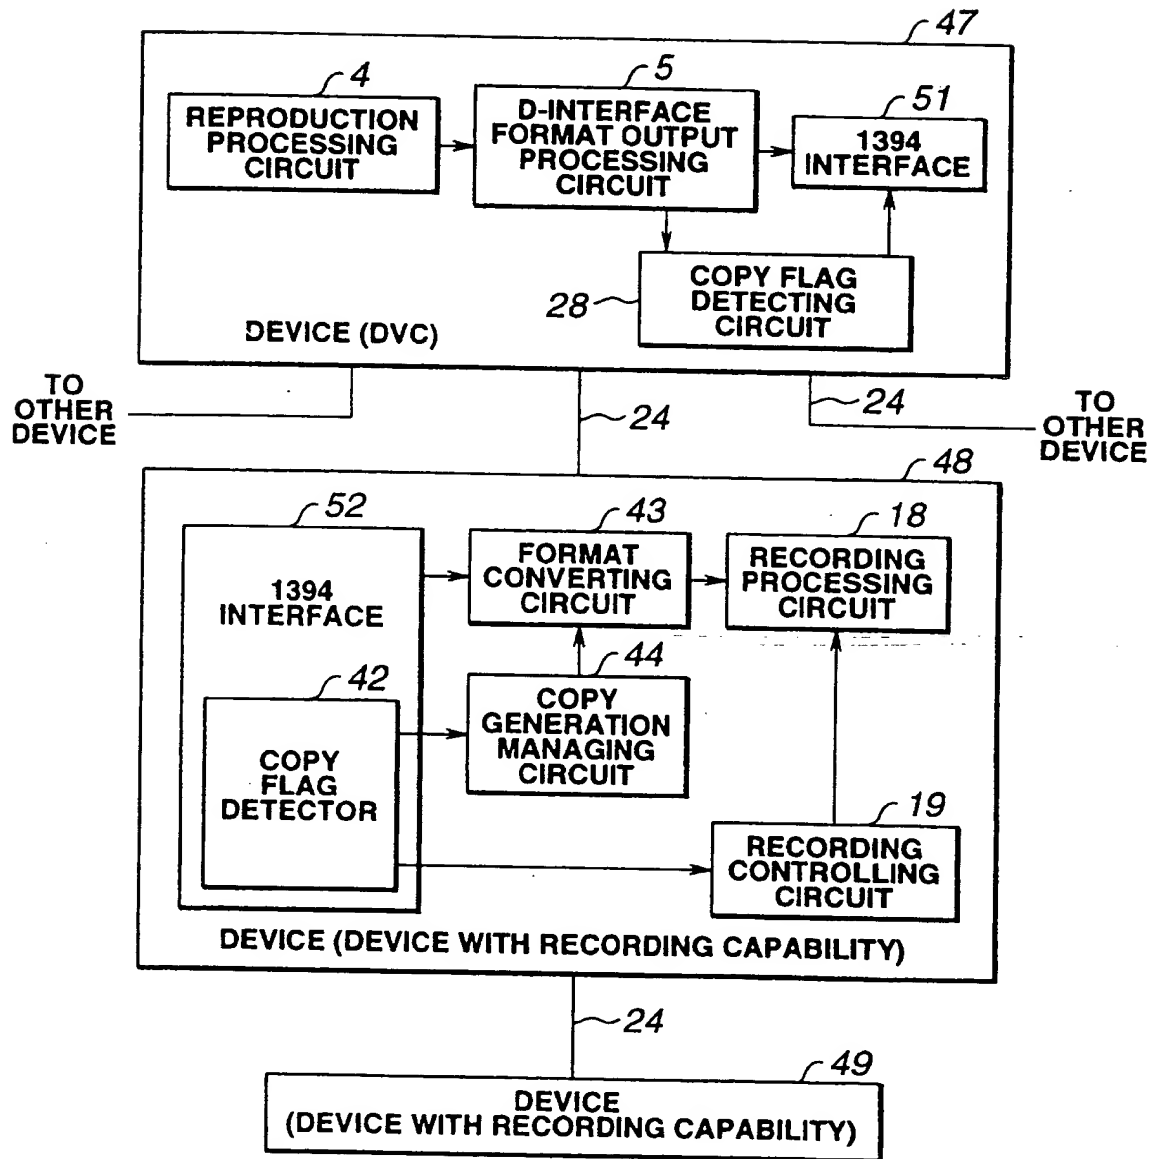 47
4
REPRODUCTION
PROCESSING
CIRCUIT
5
D-INTERFACE
FORMAT OUTPUT
PROCESSING
CIRCUIT
51
1394
INTERFACE
28
COPY FLAG
DETECTING
CIRCUIT
DEVICE (DVC)
TO
OTHER
DEVICE
24
24
TO
OTHER
DEVICE
48
52
1394
INTERFACE
43
FORMAT
CONVERTING
CIRCUIT
18
RECORDING
PROCESSING
CIRCUIT
42
COPY
FLAG
DETECTOR
44
COPY
GENERATION
MANAGING
CIRCUIT
19
RECORDING
CONTROLLING
CIRCUIT
DEVICE (DEVICE WITH RECORDING CAPABILITY)
24
49
DEVICE
(DEVICE WITH RECORDING CAPABILITY)